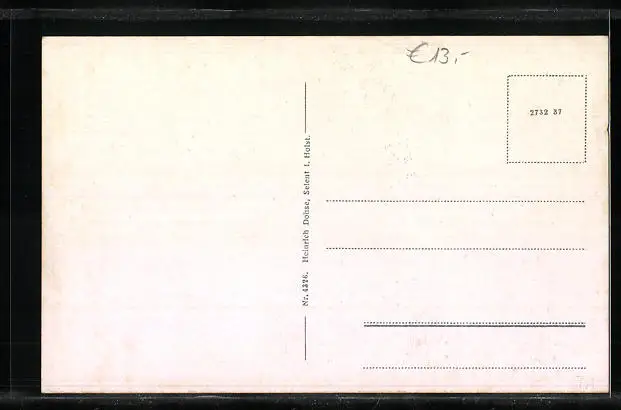 €13,-
2732 37
Nr. 4326. Heinrich Dohse, Selent i. Holst.